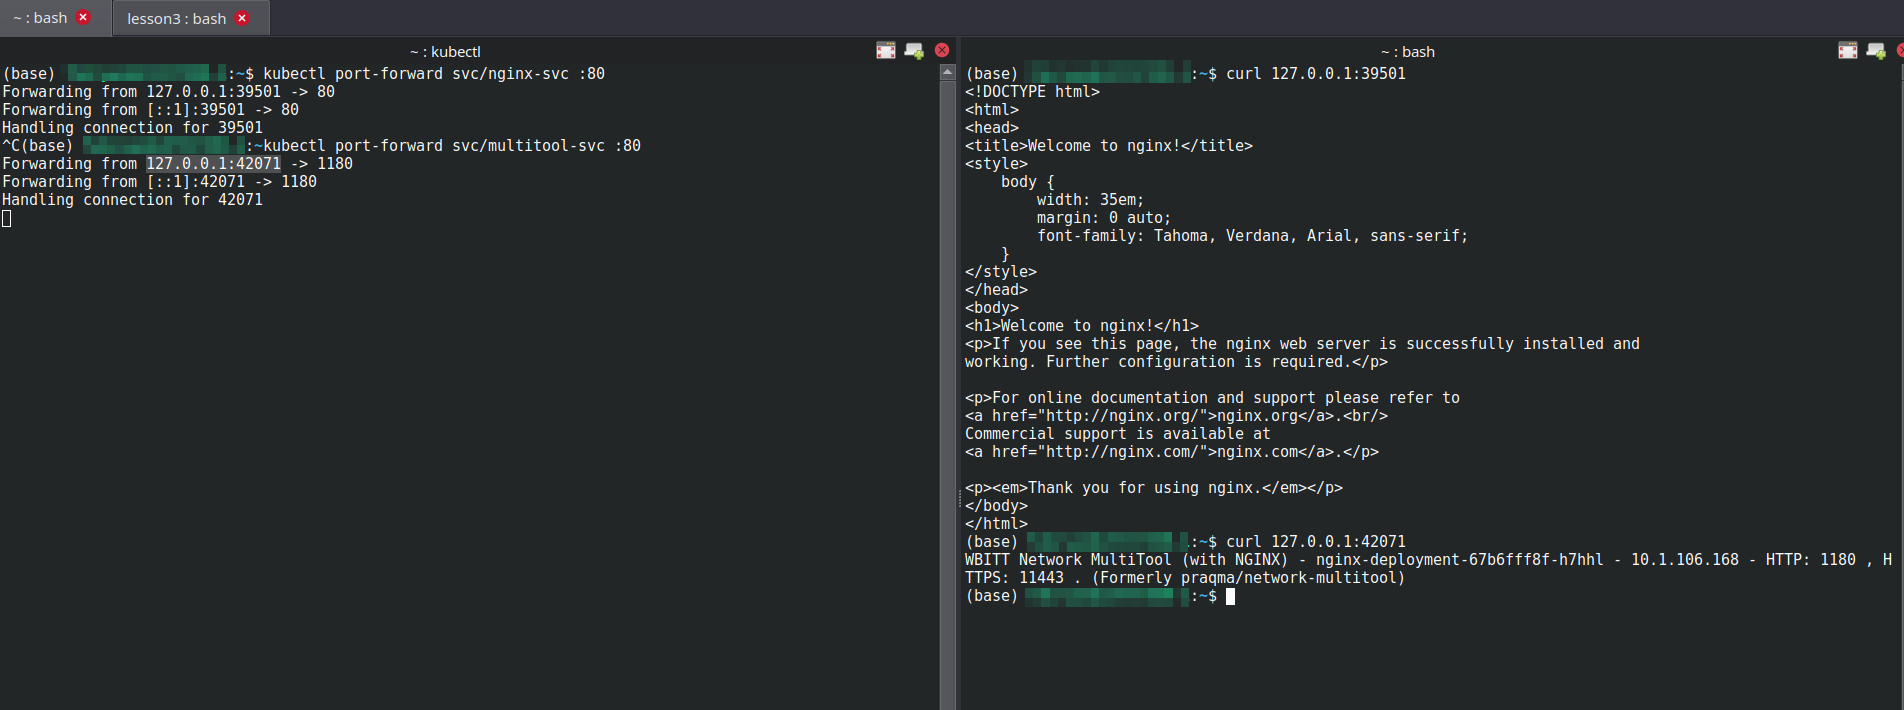 ~ : bash
lesson3 : bash
~ : kubectl
(base) :~$ kubectl port-forward svc/nginx-svc :80
Forwarding from 127.0.0.1:39501 -> 80
Forwarding from [::1]:39501 -> 80
Handling connection for 39501
^C(base) :~kubectl port-forward svc/multitool-svc :80
Forwarding from 127.0.0.1:42071 -> 1180
Forwarding from [::1]:42071 -> 1180
Handling connection for 42071
~ : bash
(base) :~$ curl 127.0.0.1:39501
<!DOCTYPE html>
<html>
<head>
<title>Welcome to nginx!</title>
<style>
    body {
        width: 35em;
        margin: 0 auto;
        font-family: Tahoma, Verdana, Arial, sans-serif;
    }
</style>
</head>
<body>
<h1>Welcome to nginx!</h1>
<p>If you see this page, the nginx web server is successfully installed and
working. Further configuration is required.</p>
<p>For online documentation and support please refer to
<a href="http://nginx.org/">nginx.org</a>.<br/>
Commercial support is available at
<a href="http://nginx.com/">nginx.com</a>.</p>
<p><em>Thank you for using nginx.</em></p>
</body>
</html>
(base) :~$ curl 127.0.0.1:42071
WBITT Network MultiTool (with NGINX) - nginx-deployment-67b6fff8f-h7hhl - 10.1.106.168 - HTTP: 1180 , H
TTPS: 11443 . (Formerly praqma/network-multitool)
(base) :~$